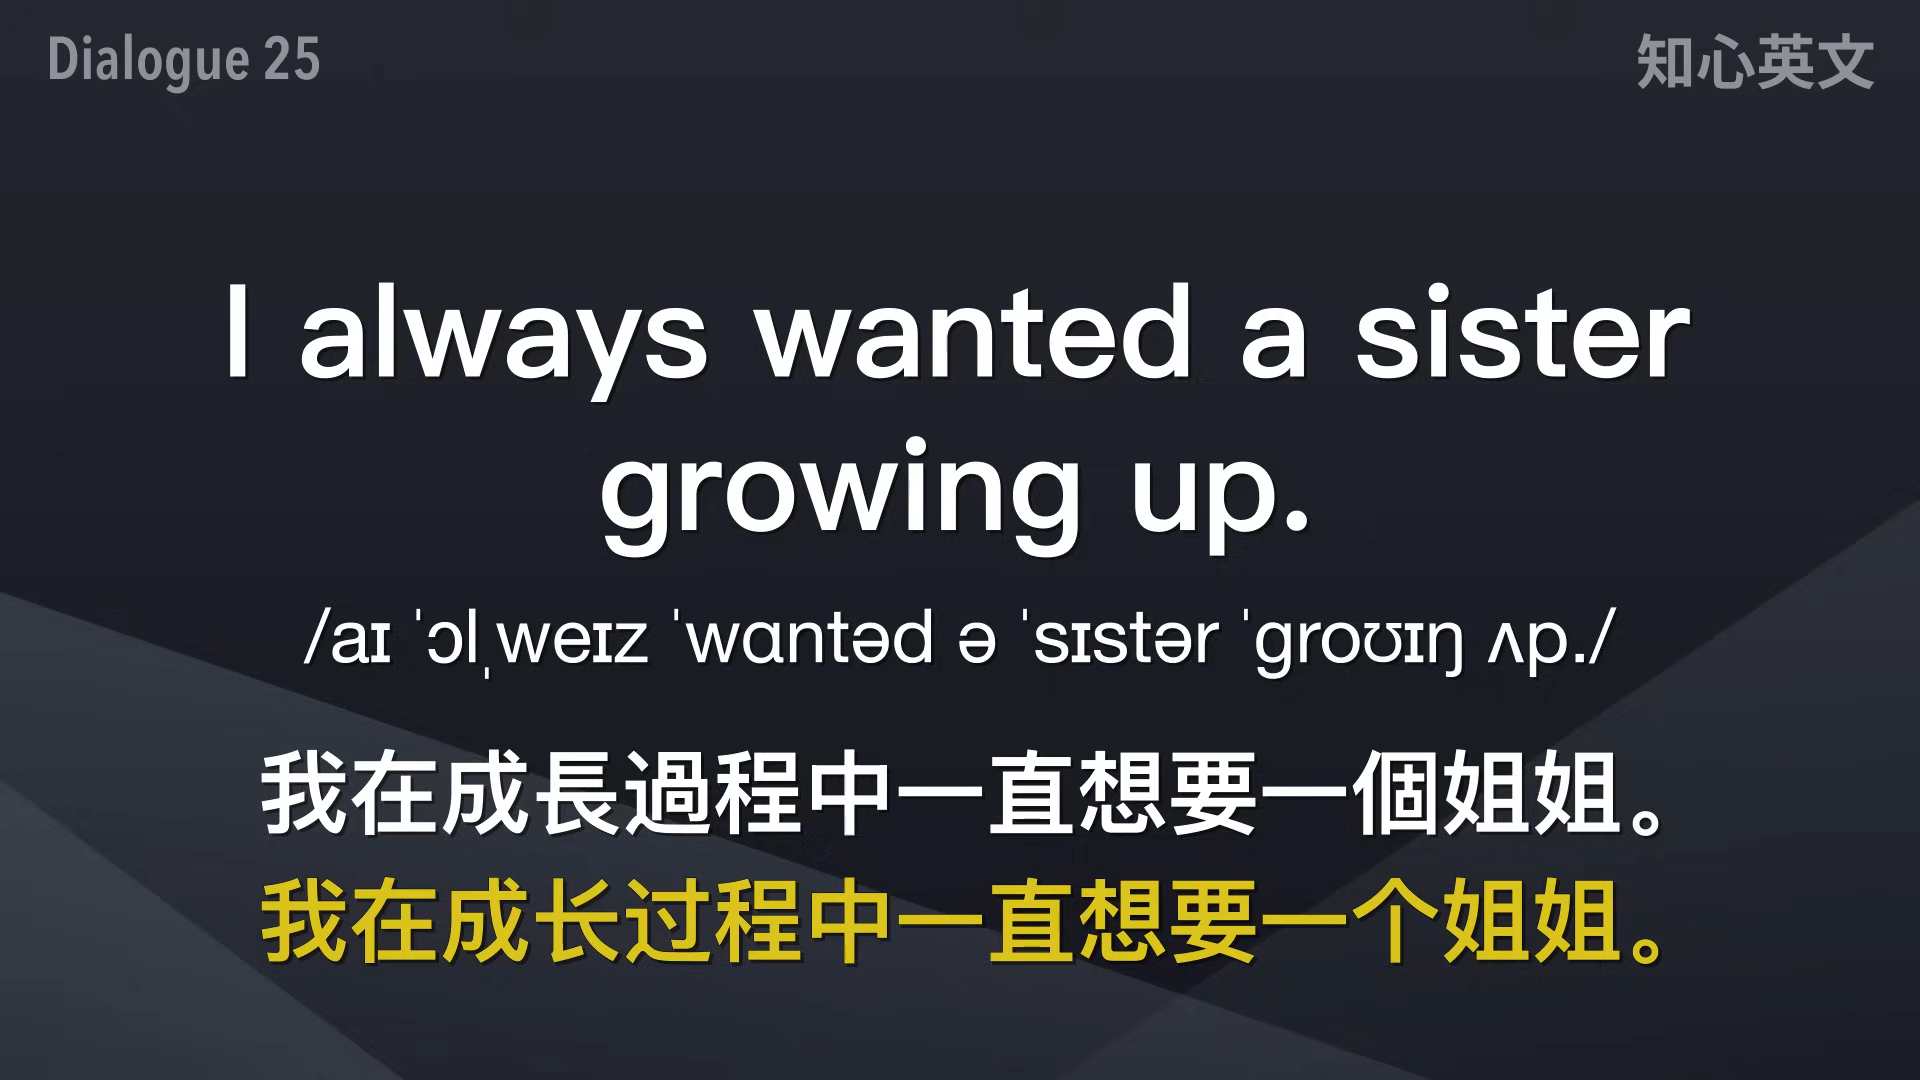 Dialogue 25
知心英文
I always wanted a sister
growing up.
/aɪ ˈɔlˌweɪz ˈwɑntəd ə ˈsɪstər ˈɡroʊɪŋ ʌp./
我在成長過程中一直想要一個姐姐。
我在成长过程中一直想要一个姐姐。